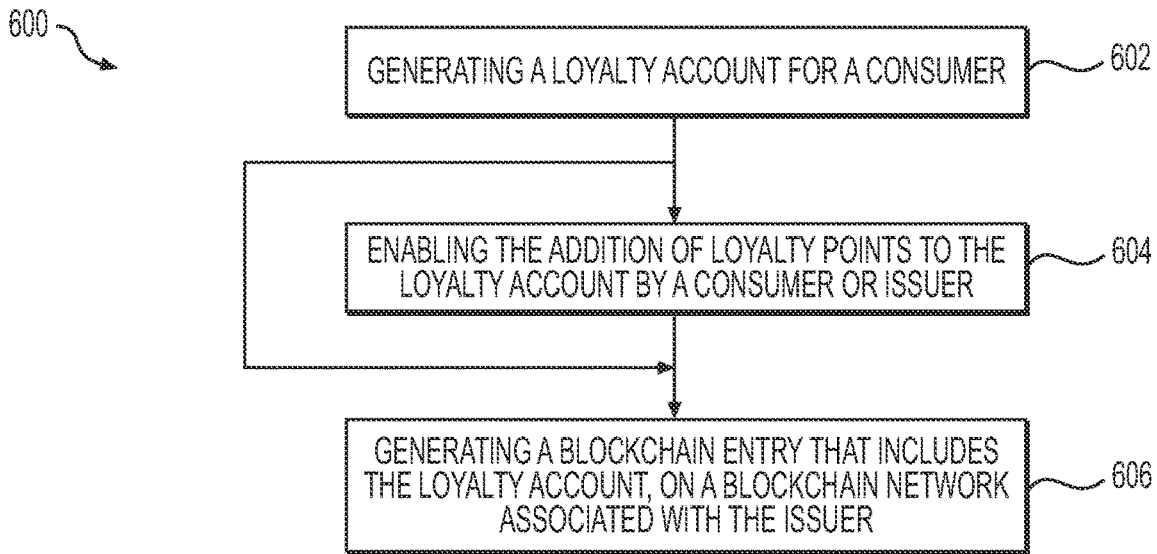 600
GENERATING A LOYALTY ACCOUNT FOR A CONSUMER
602
ENABLING THE ADDITION OF LOYALTY POINTS TO THE
LOYALTY ACCOUNT BY A CONSUMER OR ISSUER
604
GENERATING A BLOCKCHAIN ENTRY THAT INCLUDES
THE LOYALTY ACCOUNT, ON A BLOCKCHAIN NETWORK
ASSOCIATED WITH THE ISSUER
606